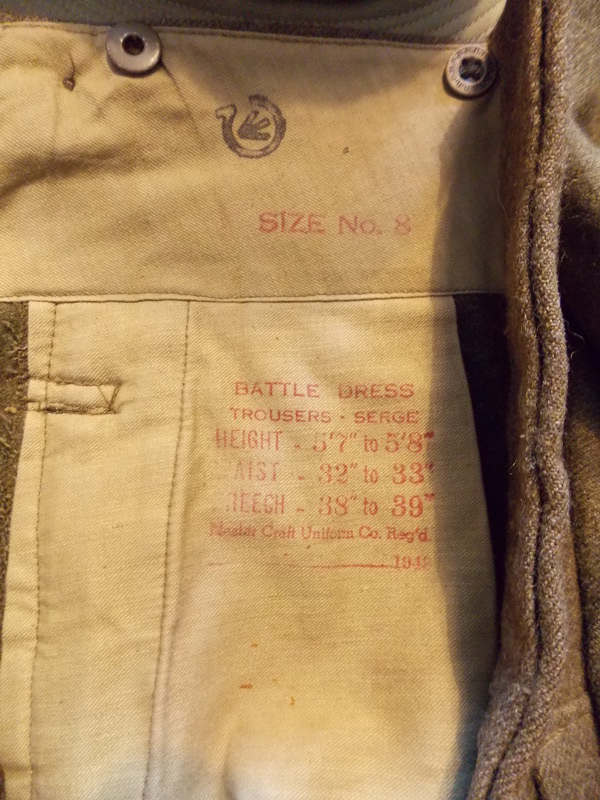 SIZE No. 8
BATTLE DRESS
TROUSERS - SERGE
HEIGHT - 5'7" to 5'8"
WAIST - 32" to 33"
BREECH - 38" to 39"
Craft Uniform Co. Reg'd.